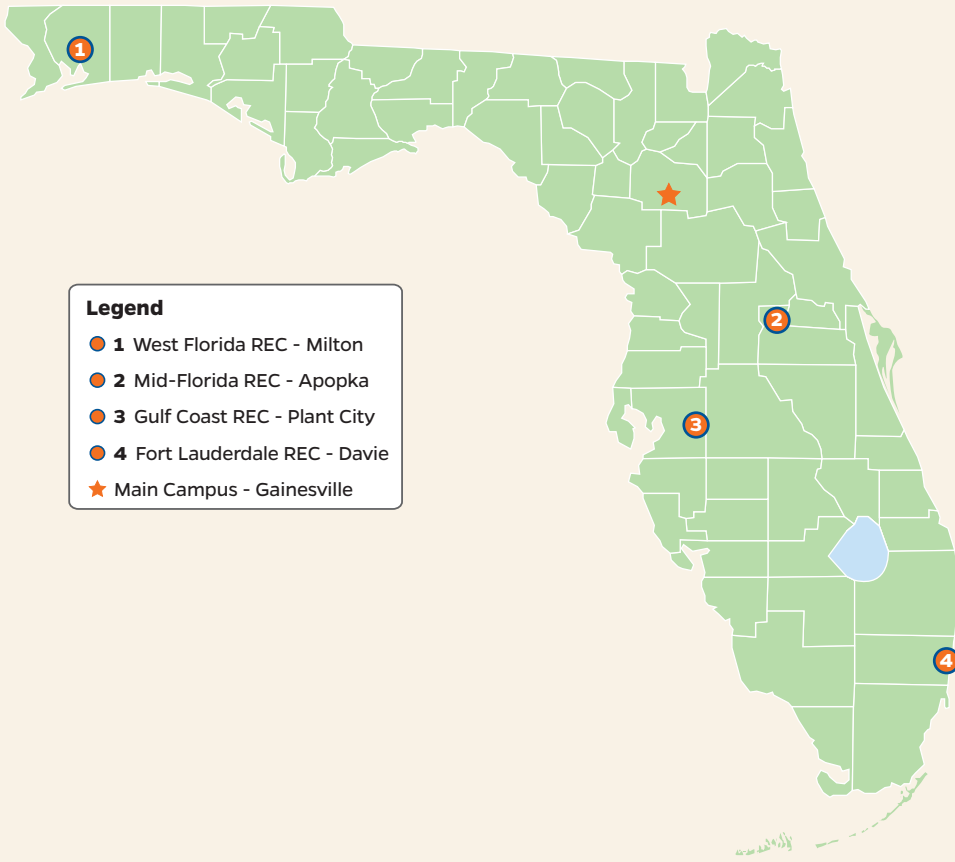 1
2
3
4
Legend
1 West Florida REC - Milton
2 Mid-Florida REC - Apopka
3 Gulf Coast REC - Plant City
4 Fort Lauderdale REC - Davie
Main Campus - Gainesville